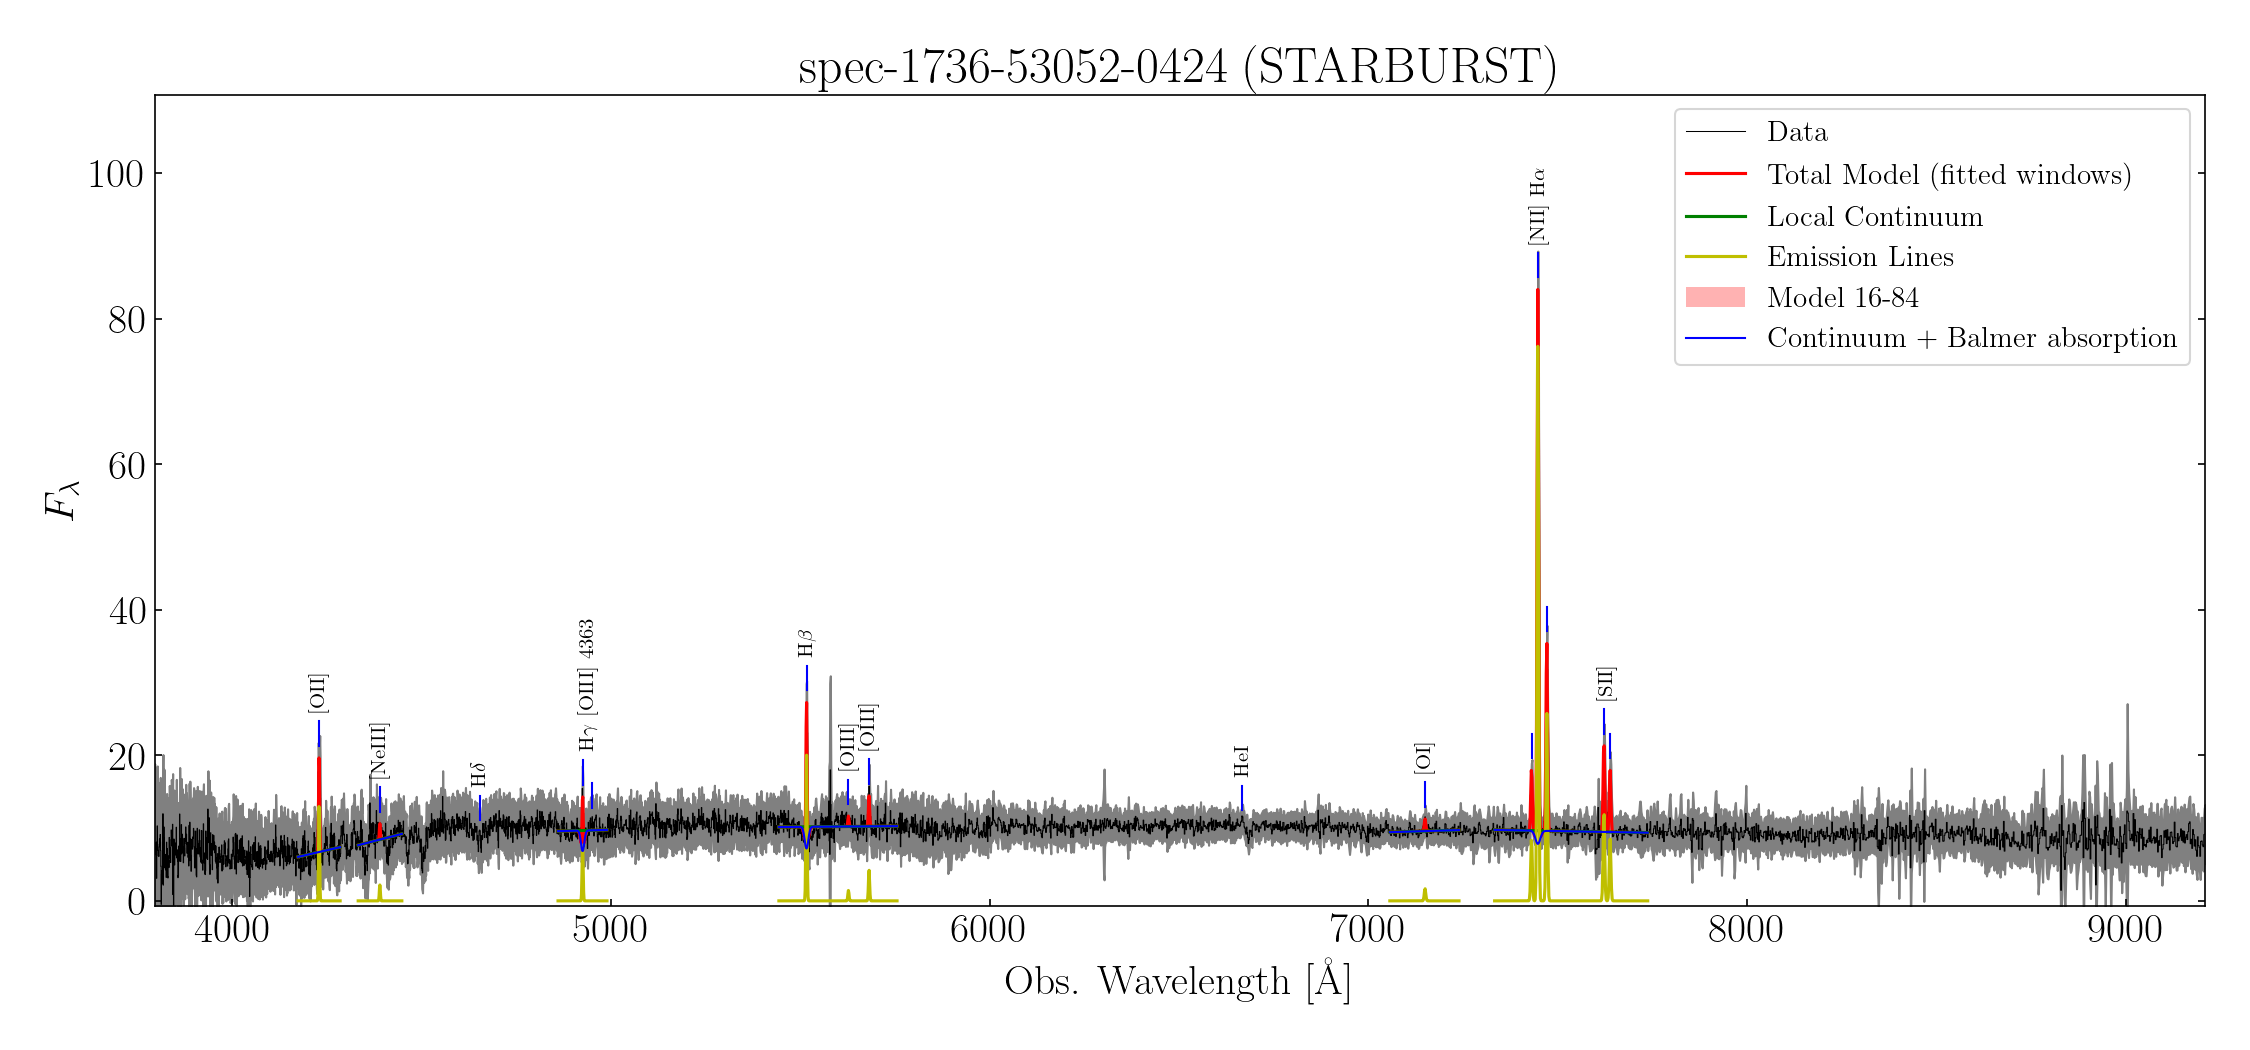 spec-1736-53052-0424 (STARBURST)
Data
Total Model (fitted windows)
Local Continuum
Emission Lines
Model 16-84
Continuum + Balmer absorption
100
80
60
40
20
0
Fλ
[OII]
[NeIII]
Hδ
Hγ [OIII] 4363
Hβ
[OIII]
[OIII]
HeI
[OI]
[NII] Hα
[SII]
4000
5000
6000
7000
8000
9000
Obs. Wavelength [Å]